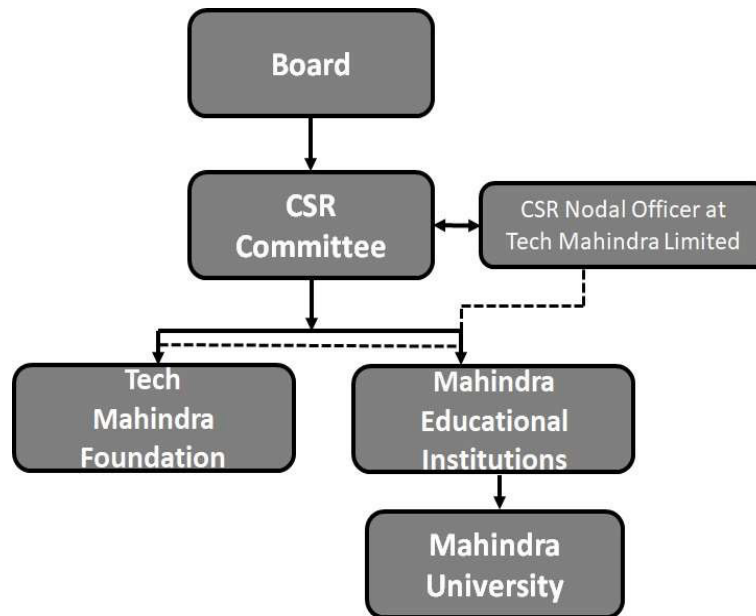 Board
CSR
Committee
CSR Nodal Officer at
Tech Mahindra Limited
Tech
Mahindra
Foundation
Mahindra
Educational
Institutions
Mahindra
University